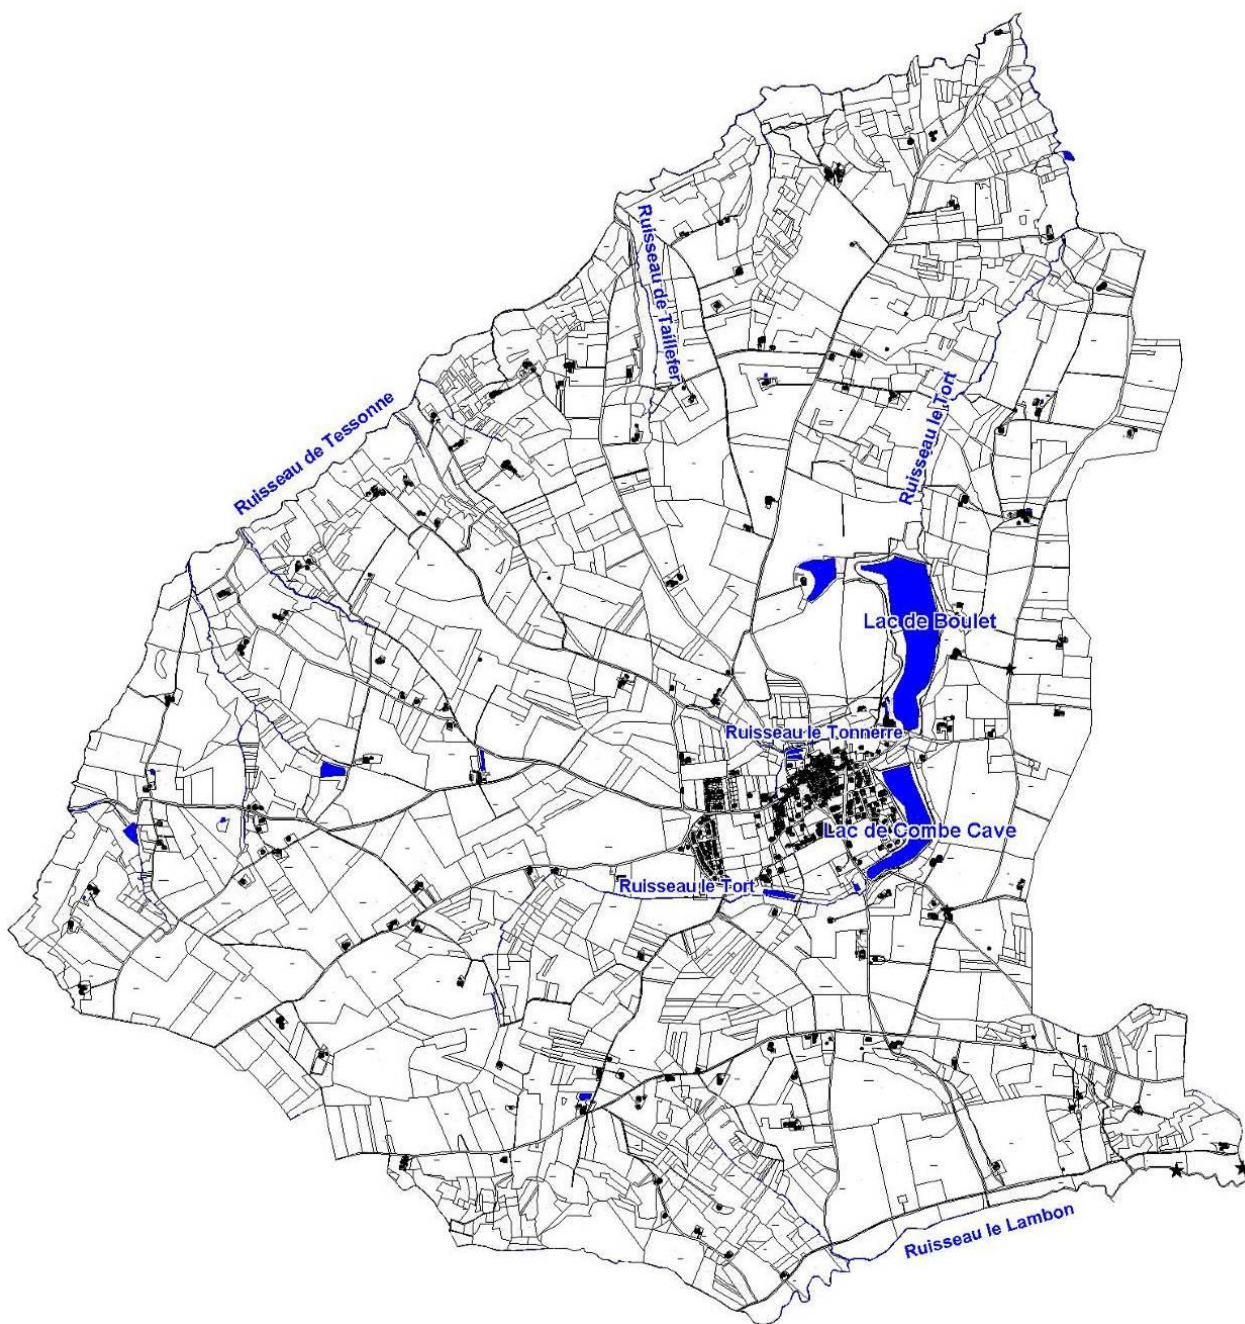 Ruisseau de Taillefer
Ruisseau de Tessonne
Ruisseau le Tort
Lac de Boulet
Ruisseau le Tonnerre
Lac de Combe Cave
Ruisseau le Tort
Ruisseau le Lambon